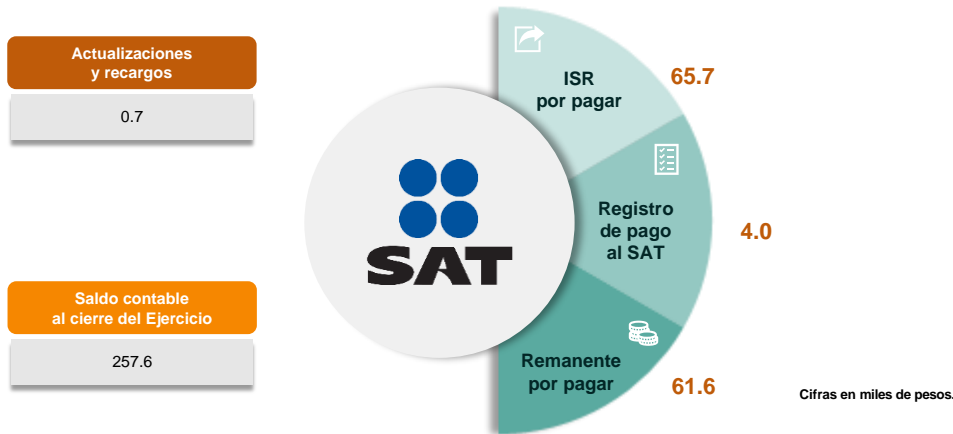 Actualizaciones
y recargos
0.7
Saldo contable
al cierre del Ejercicio
257.6
SAT
ISR
por pagar
65.7
Registro
de pago
al SAT
4.0
Remanente
por pagar
61.6
Cifras en miles de pesos.